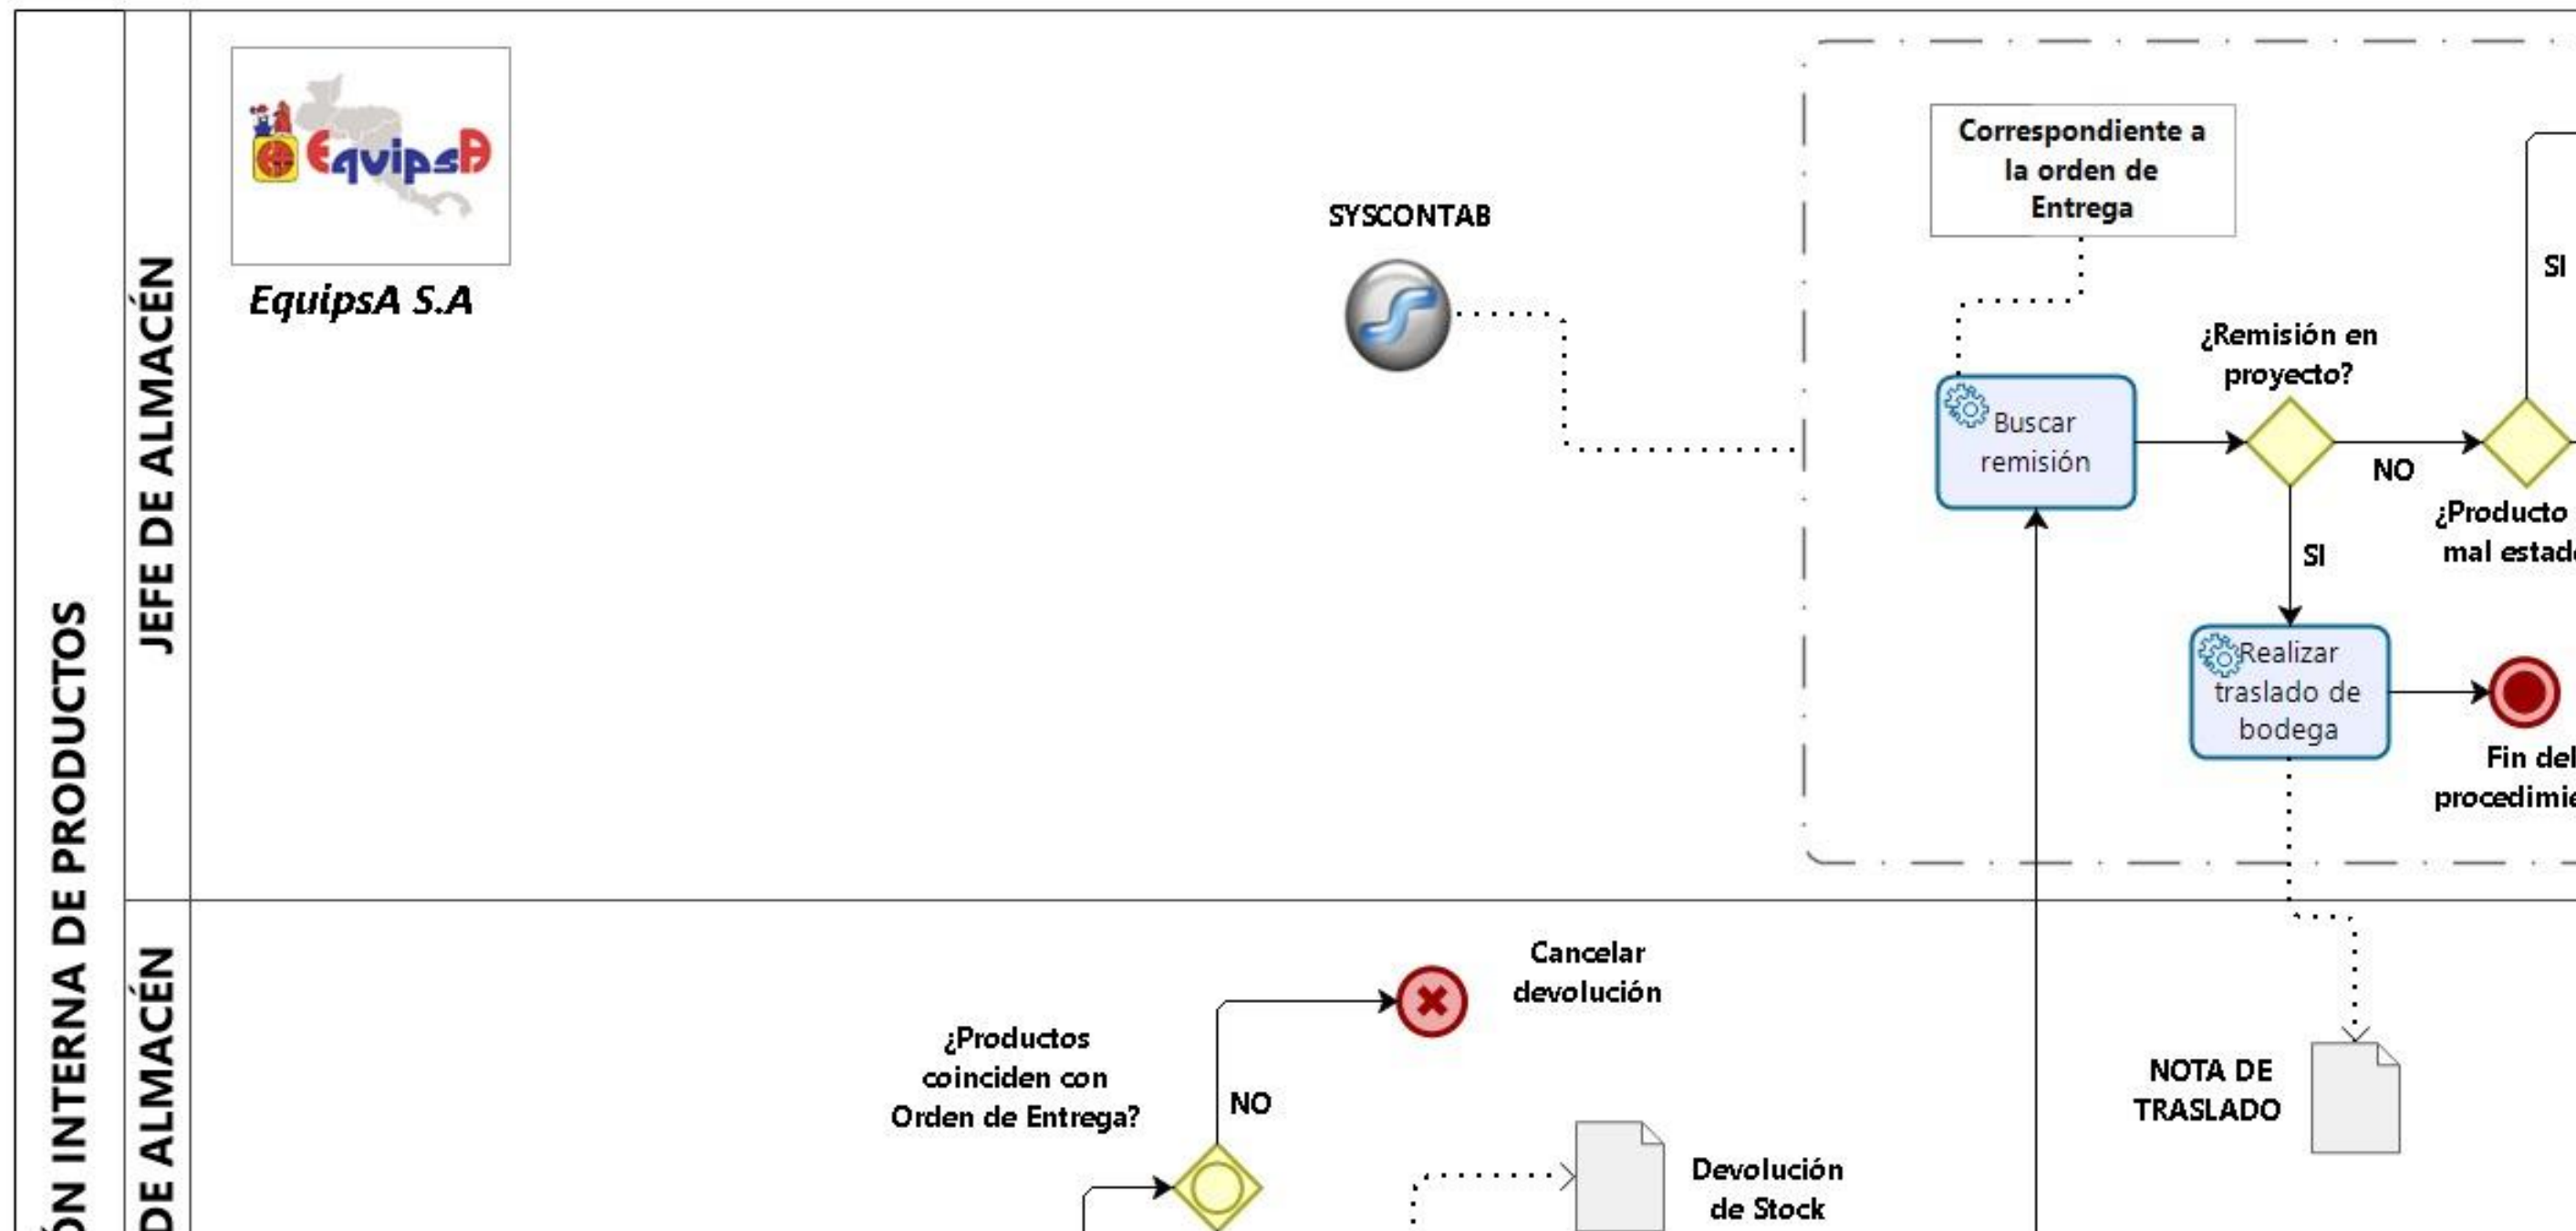 EquipsA
EquipsA S.A
SYSCONTAB
Correspondiente a
la orden de
Entrega
¿Remisión en
proyecto?
SI
Buscar
remisión
NO
¿Producto
mal estad
SI
Realizar
traslado de
bodega
Fin del
procedimie
JEFE DE ALMACÉN
ÓN INTERNA DE PRODUCTOS
DE ALMACÉN
Cancelar
devolución
¿Productos
coinciden con
Orden de Entrega?
NO
NOTA DE
TRASLADO
Devolución
de Stock